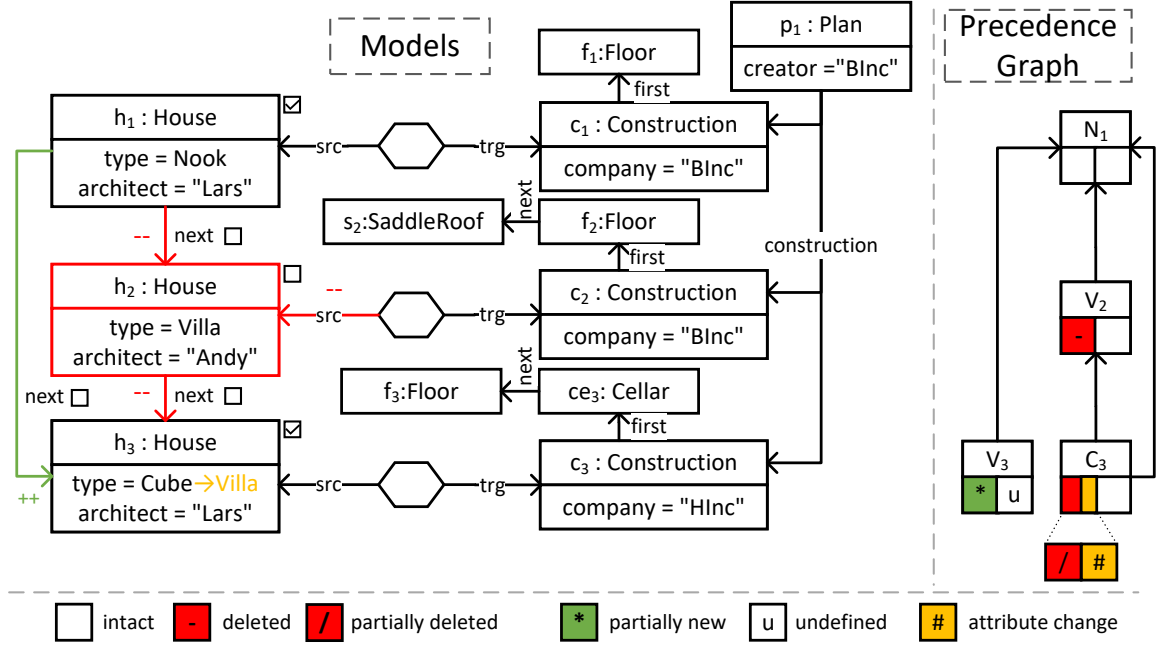 Models
Precedence
Graph
p1 : Plan
creator ="BInc"
f1:Floor
first
h1 : House
type = Nook
architect = "Lars"
src
trg
c1 : Construction
company = "BInc"
N1
-- next
s2:SaddleRoof
next
f2:Floor
first
construction
h2 : House
type = Villa
architect = "Andy"
--
src
trg
c2 : Construction
company = "BInc"
V2
-
next
-- next
f3:Floor
next
ce3: Cellar
first
h3 : House
type = Cube→Villa
architect = "Lars"
++
src
trg
c3 : Construction
company = "HInc"
V3
* u
C3
/ #
intact
- deleted
/ partially deleted
* partially new
u undefined
# attribute change